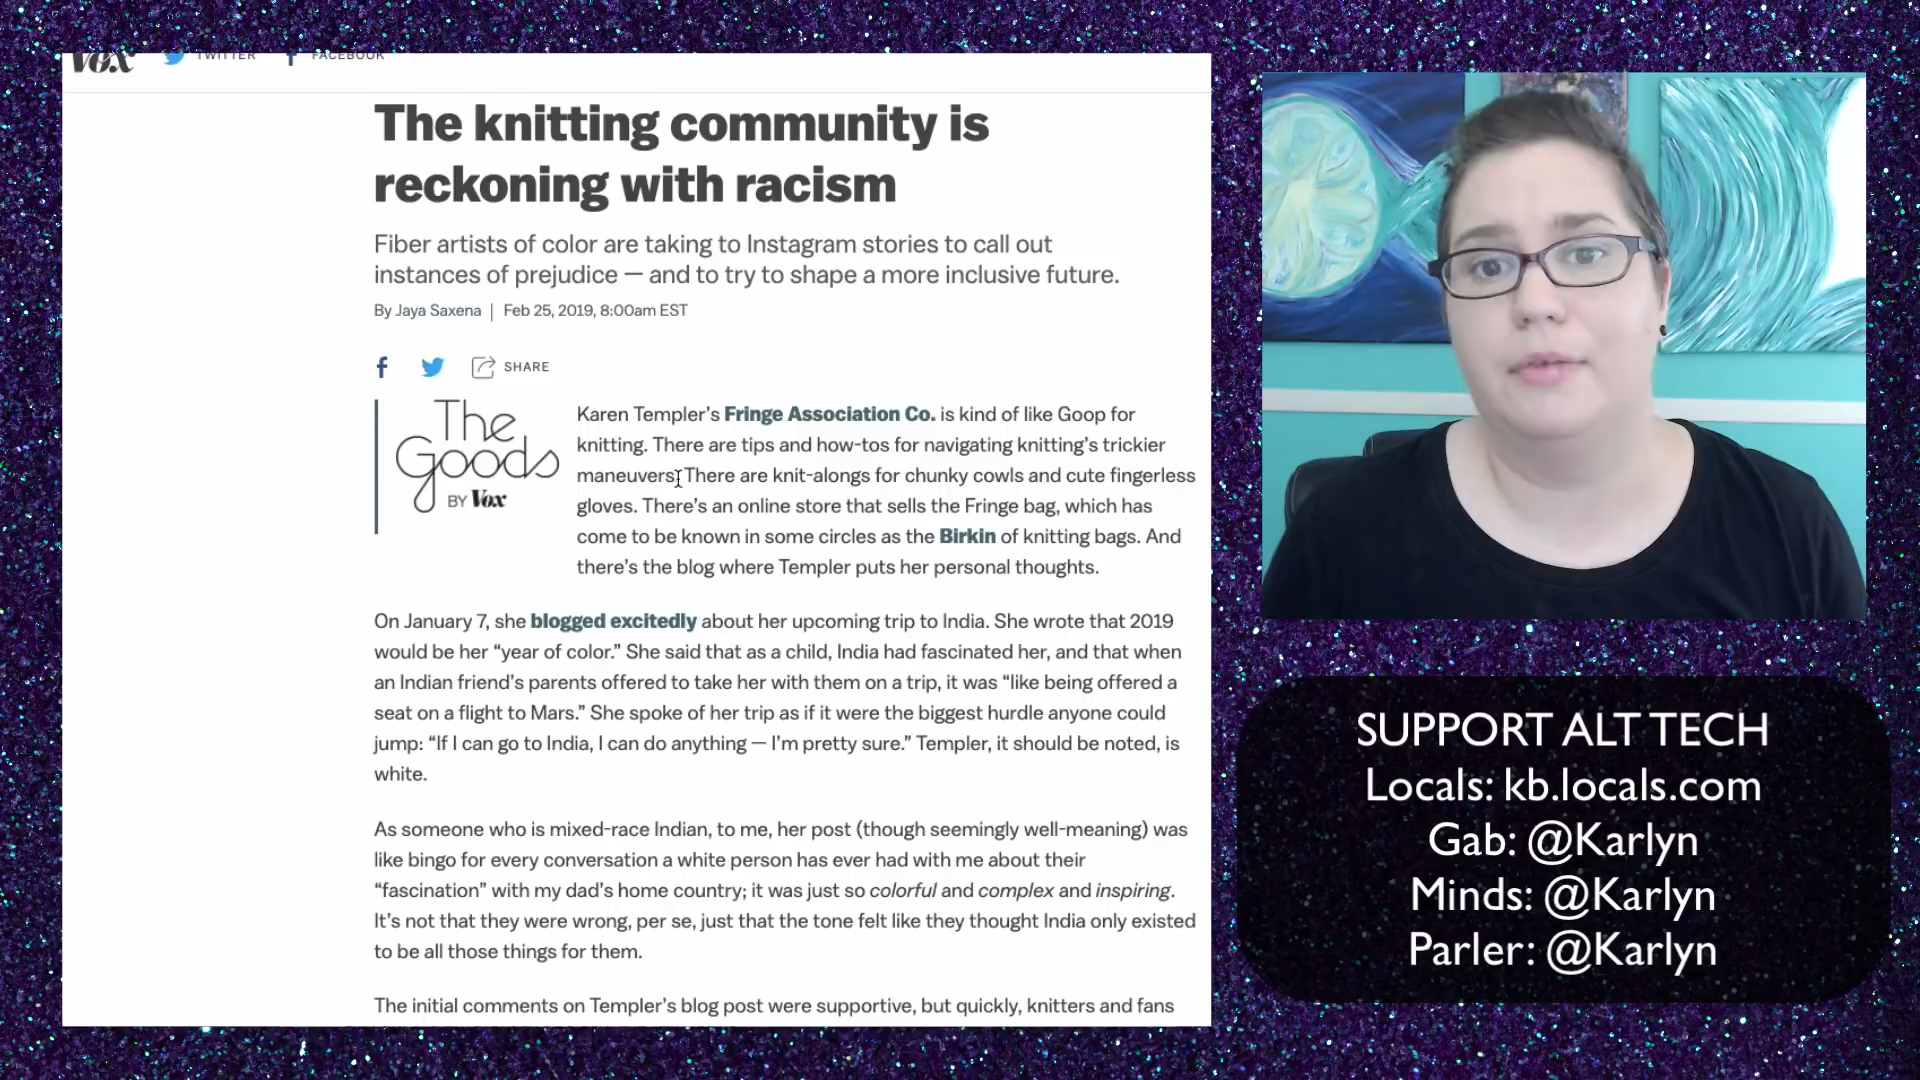 Vox TWITTER FACEBOOK
The knitting community is
reckoning with racism
Fiber artists of color are taking to Instagram stories to call out
instances of prejudice — and to try to shape a more inclusive future.
By Jaya Saxena | Feb 25, 2019, 8:00am EST
SHARE
The
Goods
BY Vox
Karen Templer’s Fringe Association Co. is kind of like Goop for
knitting. There are tips and how-tos for navigating knitting’s trickier
maneuvers. There are knit-alongs for chunky cowls and cute fingerless
gloves. There’s an online store that sells the Fringe bag, which has
come to be known in some circles as the Birkin of knitting bags. And
there’s the blog where Templer puts her personal thoughts.
On January 7, she blogged excitedly about her upcoming trip to India. She wrote that 2019
would be her “year of color.” She said that as a child, India had fascinated her, and that when
an Indian friend’s parents offered to take her with them on a trip, it was “like being offered a
seat on a flight to Mars.” She spoke of her trip as if it were the biggest hurdle anyone could
jump: “If I can go to India, I can do anything — I’m pretty sure.” Templer, it should be noted, is
white.
As someone who is mixed-race Indian, to me, her post (though seemingly well-meaning) was
like bingo for every conversation a white person has ever had with me about their
“fascination” with my dad’s home country; it was just so colorful and complex and inspiring.
It’s not that they were wrong, per se, just that the tone felt like they thought India only existed
to be all those things for them.
The initial comments on Templer’s blog post were supportive, but quickly, knitters and fans
SUPPORT ALT TECH
Locals: kb.locals.com
Gab: @Karlyn
Minds: @Karlyn
Parler: @Karlyn